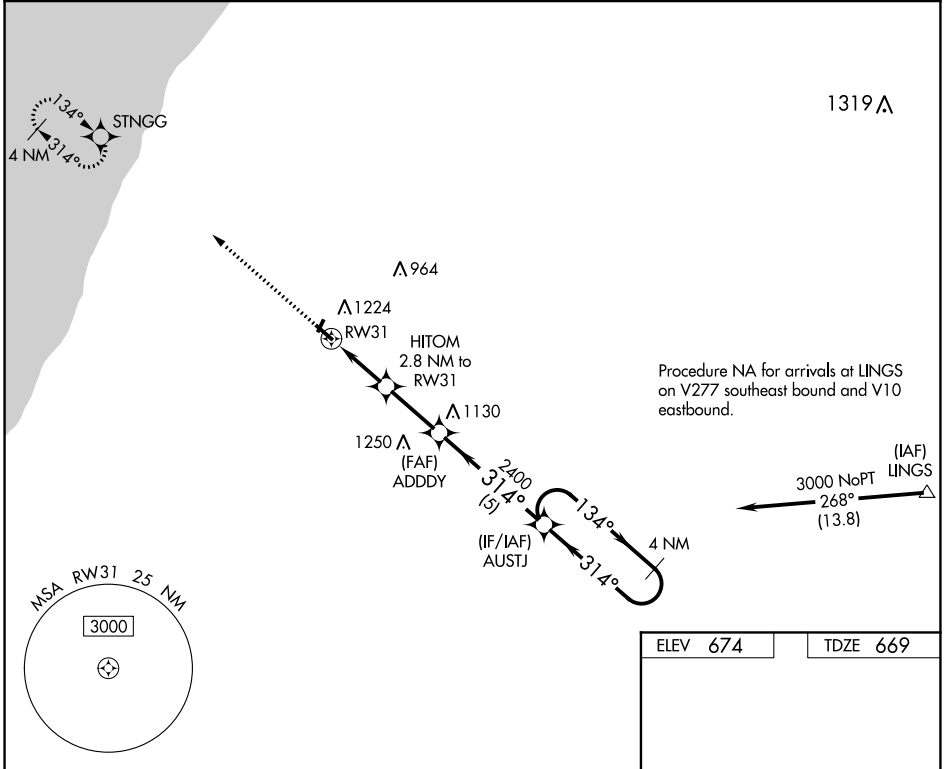 1319
134°
STNGG
4 NM
314°
964
1224
RW31
HITOM
2.8 NM to
RW31
Procedure NA for arrivals at LINGS
on V277 southeast bound and V10
eastbound.
1130
1250
(FAF)
ADDDY
(IAF)
LINGS
3000 NoPT
268°
(13.8)
2400
314°
(5)
134°
4 NM
(IF/IAF)
AUSTJ
314°
MSA RW31 25 NM
3000
ELEV 674
TDZE 669